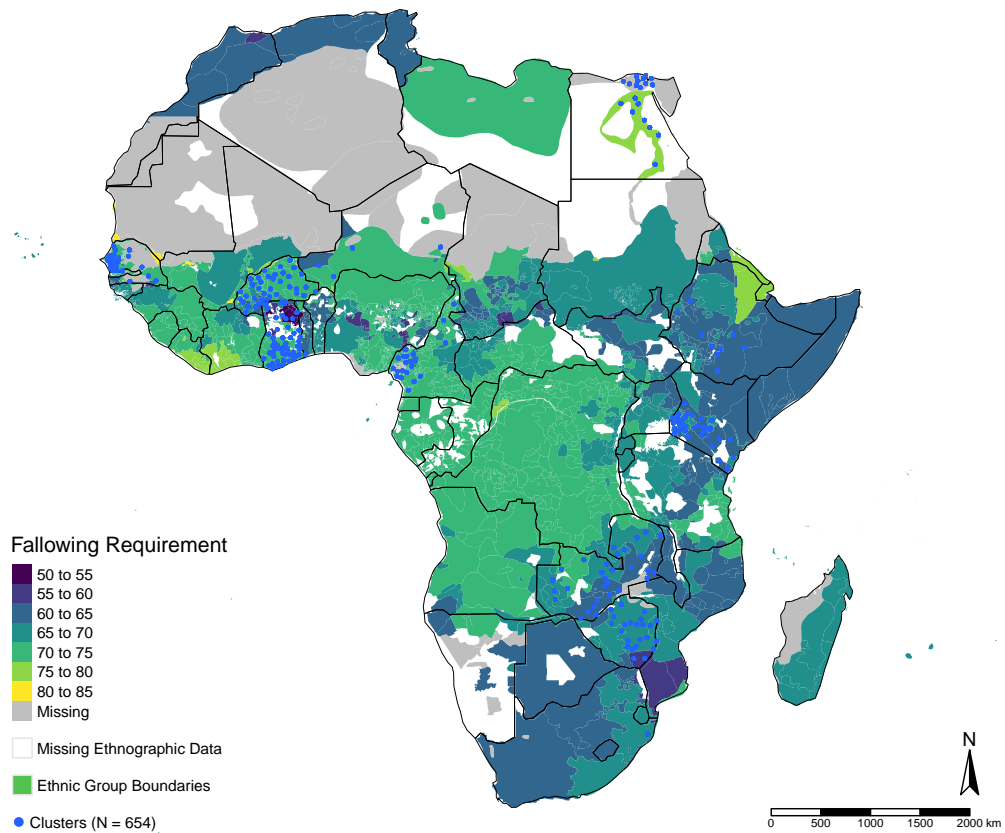 Fallowing Requirement
50 to 55
55 to 60
60 to 65
65 to 70
70 to 75
75 to 80
80 to 85
Missing
Missing Ethnographic Data
Ethnic Group Boundaries
Clusters (N = 654)
N
0 500 1000 1500 2000 km